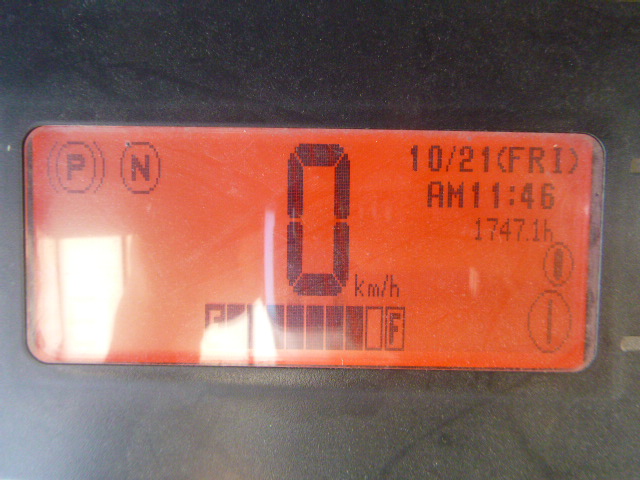 P N
10/21(FRI)
AM11:46
1747.1h
0 km/h
E F